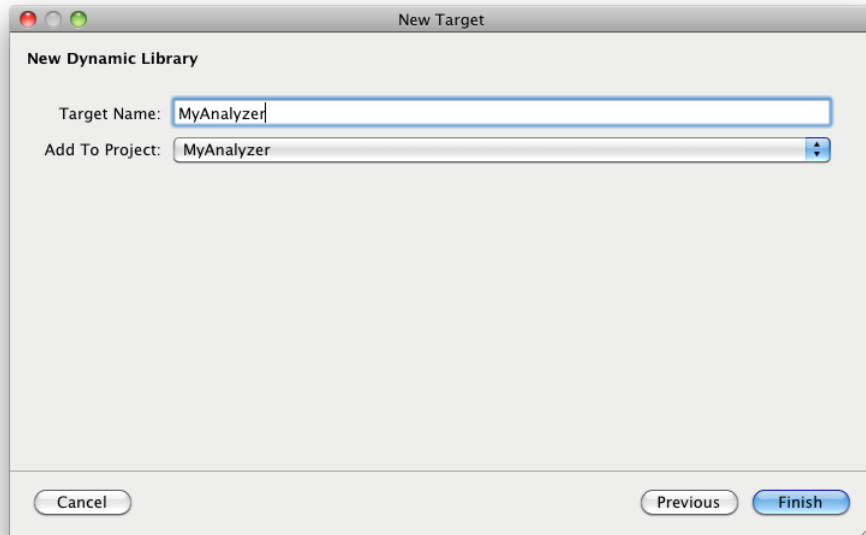 New Target
New Dynamic Library
Target Name: MyAnalyzer
Add To Project: MyAnalyzer
Cancel Previous Finish